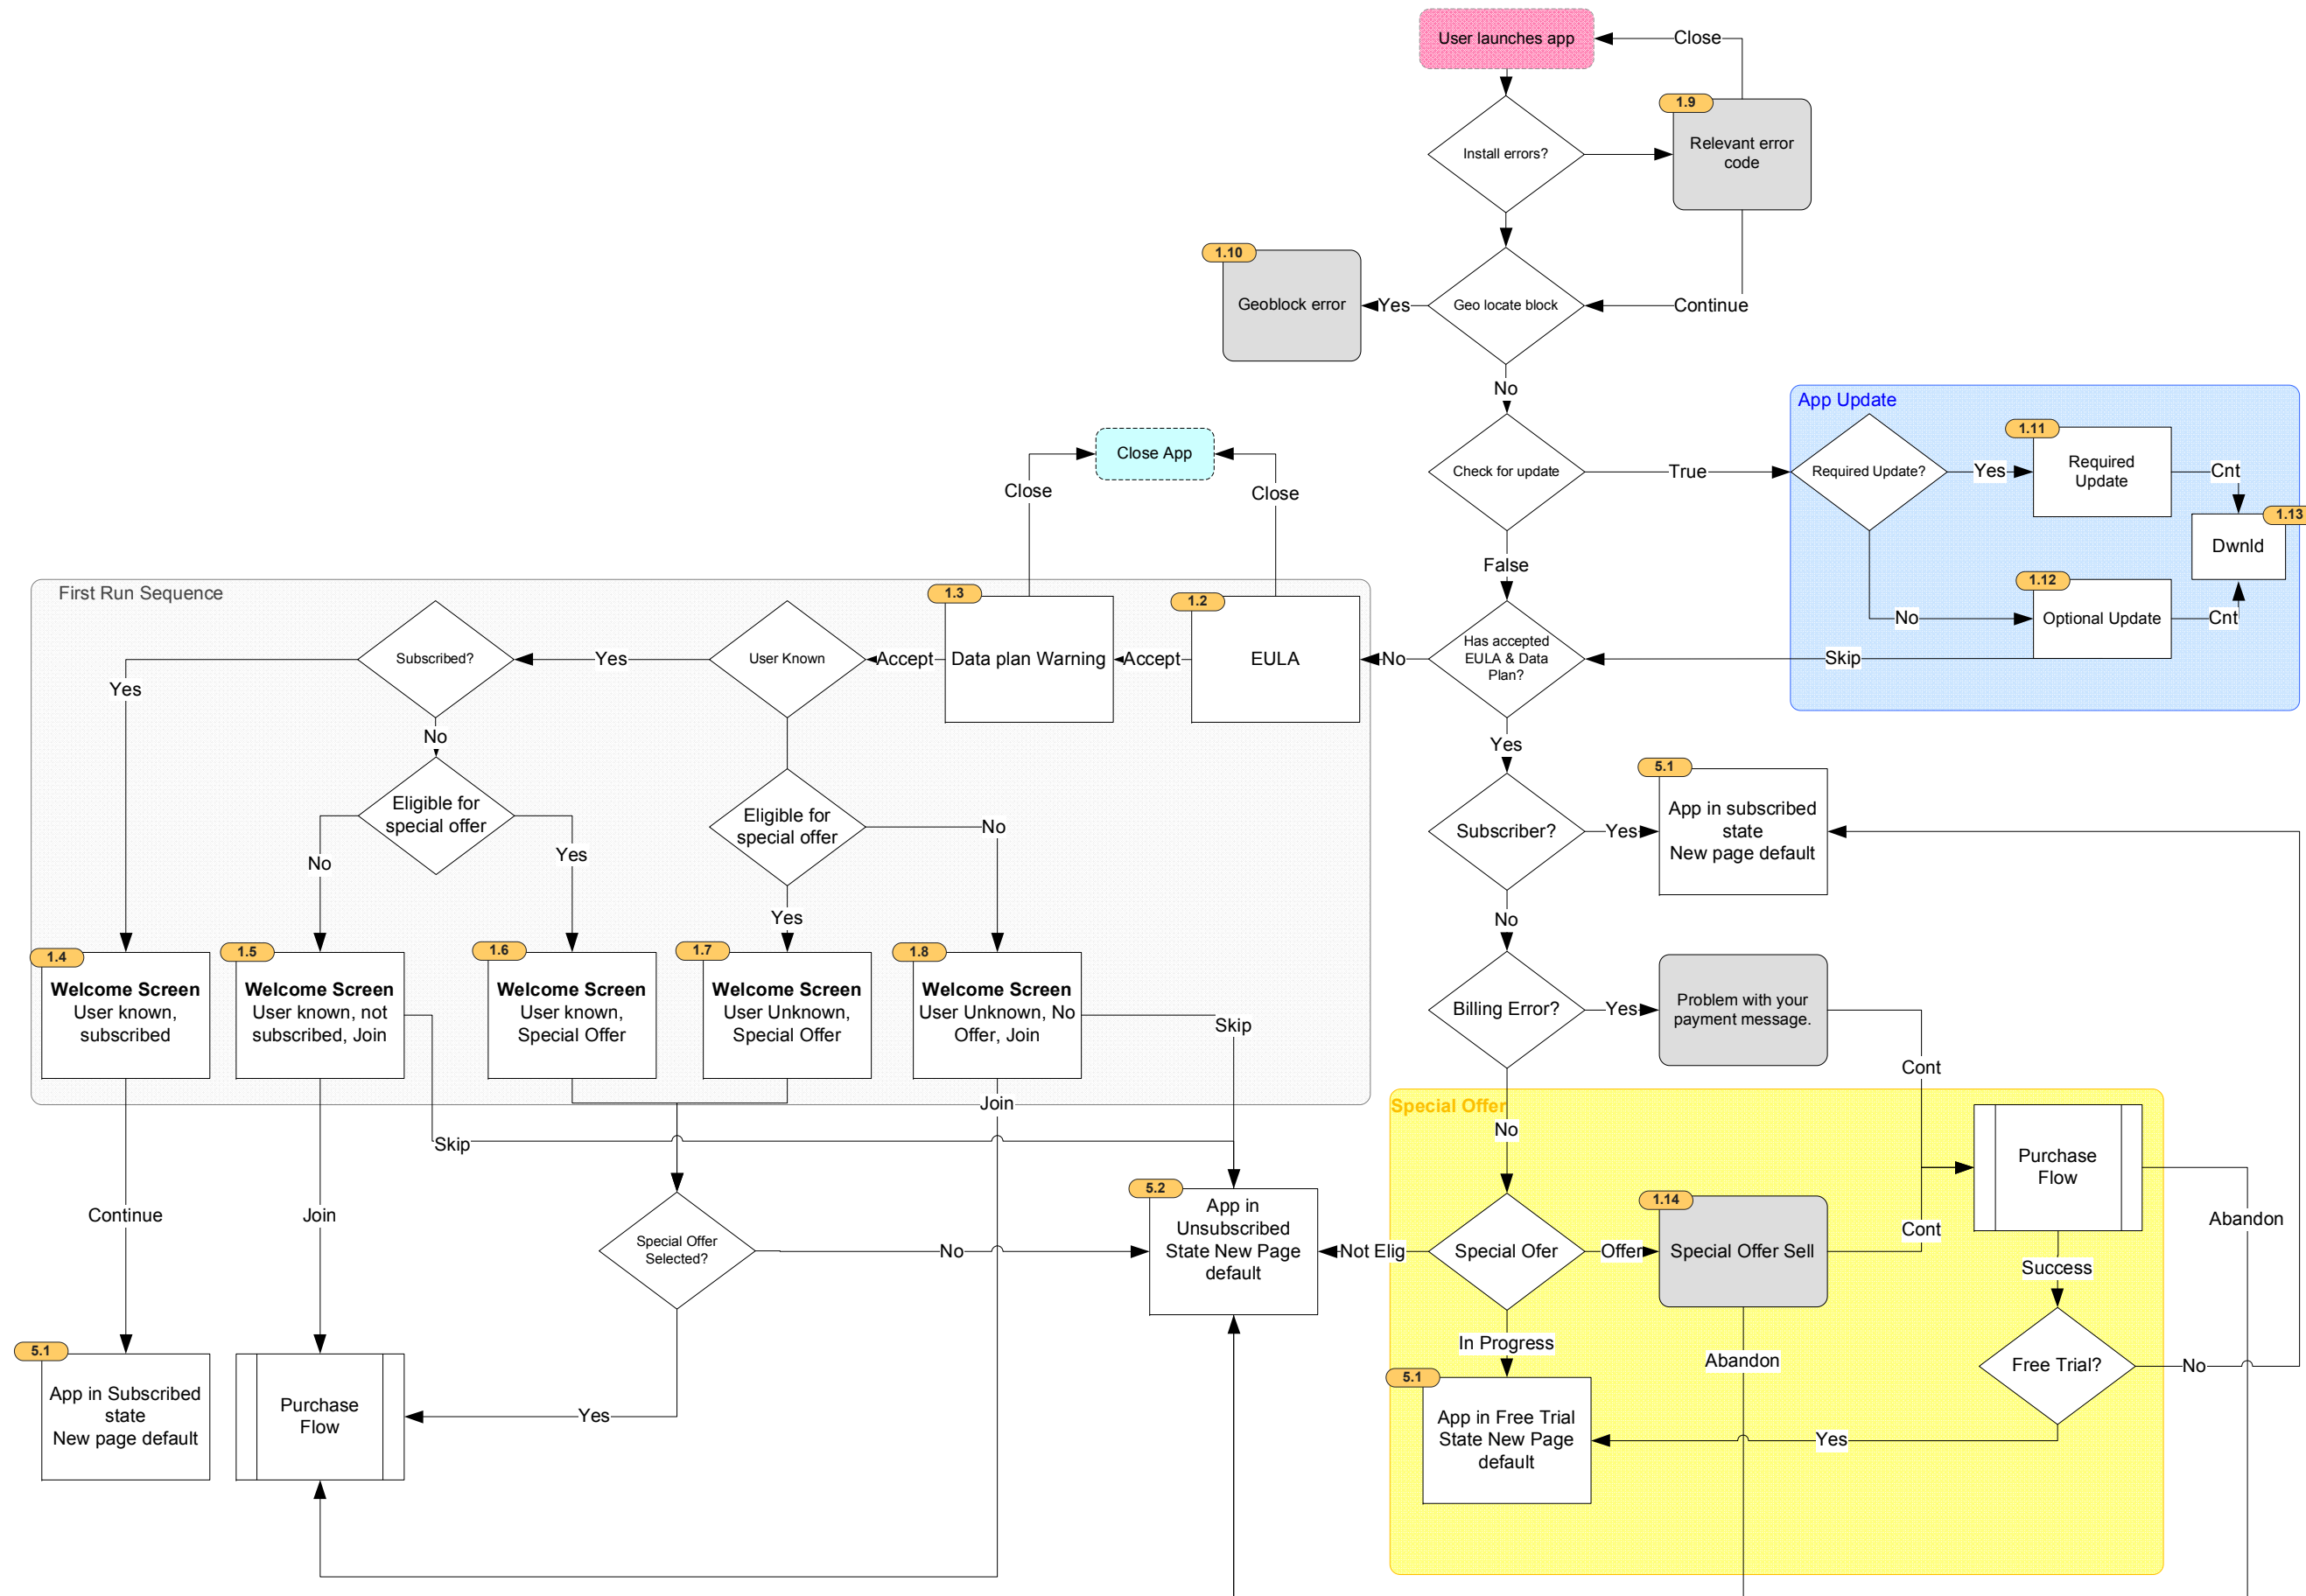 User launches app
Close
1.9
Relevant error
code
Install errors?
1.10
Geoblock error
Yes
Geo locate block
Continue
No
App Update
1.11
Required
Update
Cnt
Close App
Check for update
True
Required Update?
Yes
1.13
Dwnld
Close
Close
False
1.12
Optional Update
Cnt
No
First Run Sequence
1.3
1.2
Subscribed?
Yes
User Known
Accept
Data plan Warning
Accept
EULA
No
Has accepted
EULA & Data
Plan?
Skip
Yes
No
Yes
5.1
App in subscribed
state
New page default
Eligible for
special offer
Eligible for
special offer
No
Subscriber?
Yes
No
Yes
Yes
No
1.4
Welcome Screen
User known,
subscribed
1.5
Welcome Screen
User known, not
subscribed, Join
1.6
Welcome Screen
User known,
Special Offer
1.7
Welcome Screen
User Unknown,
Special Offer
1.8
Welcome Screen
User Unknown, No
Offer, Join
Skip
Billing Error?
Yes
Problem with your
payment message.
Cont
Join
Special Offer
No
Skip
Purchase
Flow
Continue
Join
5.2
App in
Unsubscribed
State New Page
default
1.14
Special Offer
Selected?
No
Not Elig
Special Ofer
Offer
Special Offer Sell
Cont
Abandon
Success
In Progress
Abandon
Free Trial?
No
5.1
App in Subscribed
state
New page default
Purchase
Flow
Yes
5.1
App in Free Trial
State New Page
default
Yes